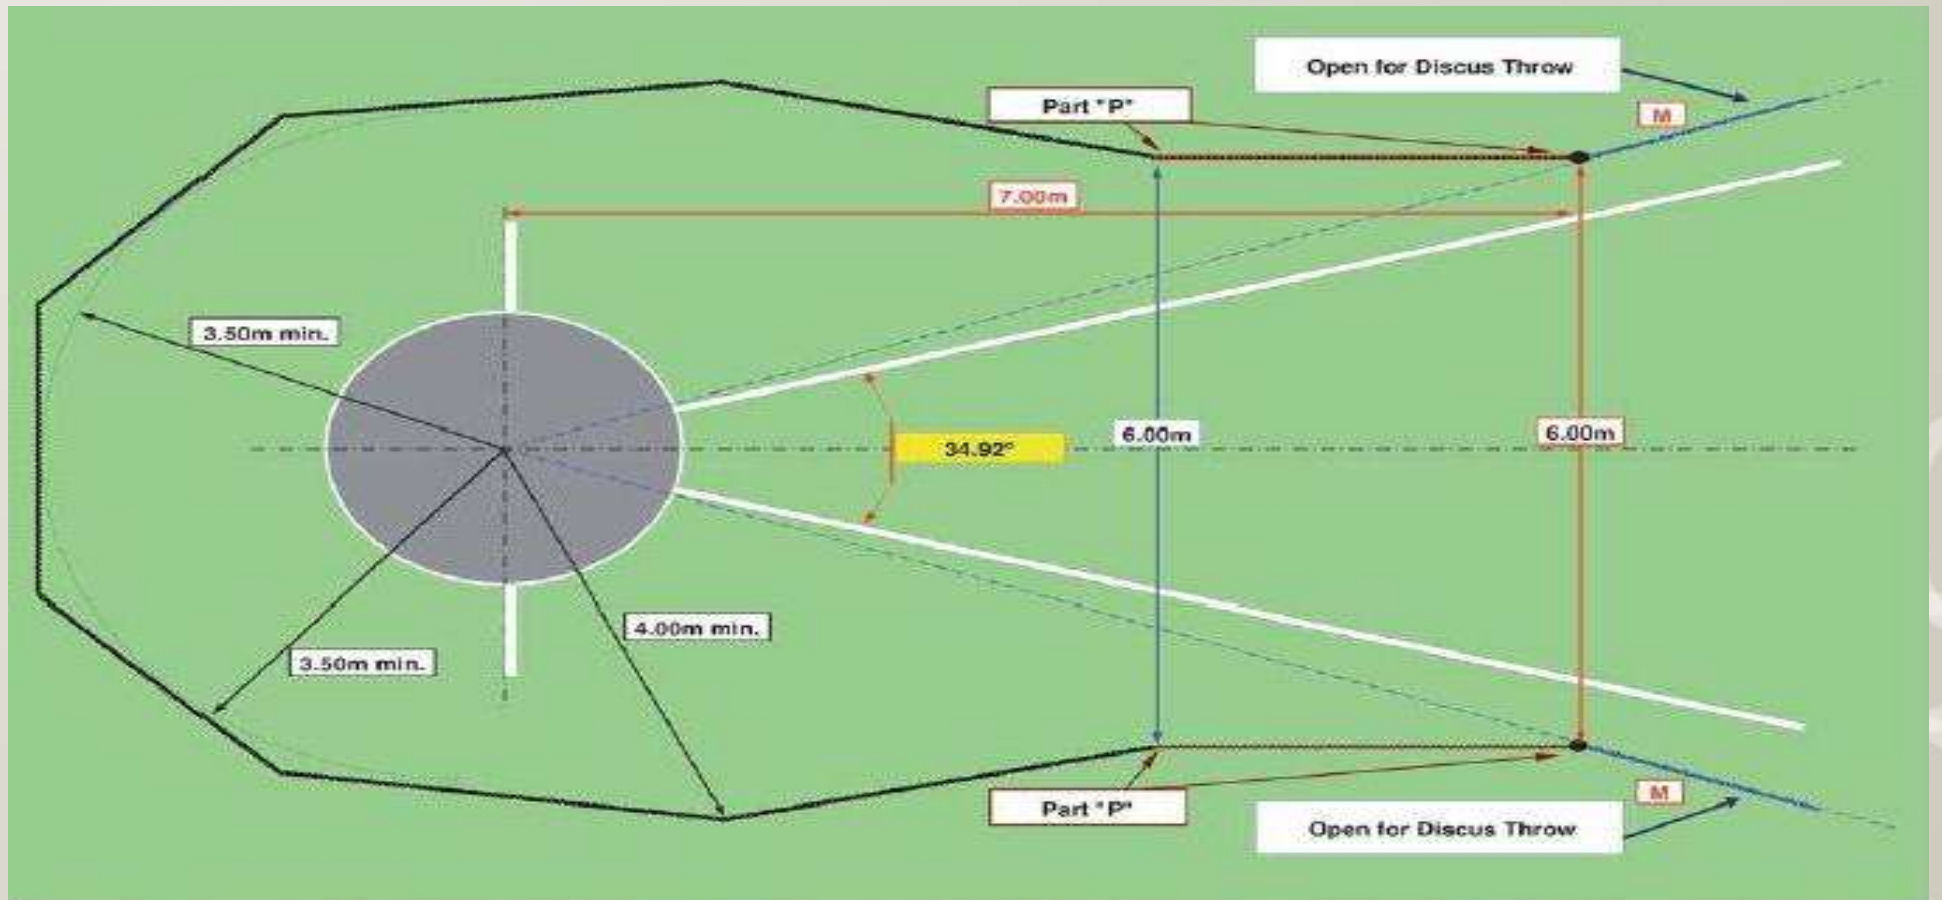 Open for Discus Throw
Part "P"
M
7.00m
3.50m min.
6.00m
6.00m
34.92°
4.00m min.
3.50m min.
M
Part "P"
Open for Discus Throw